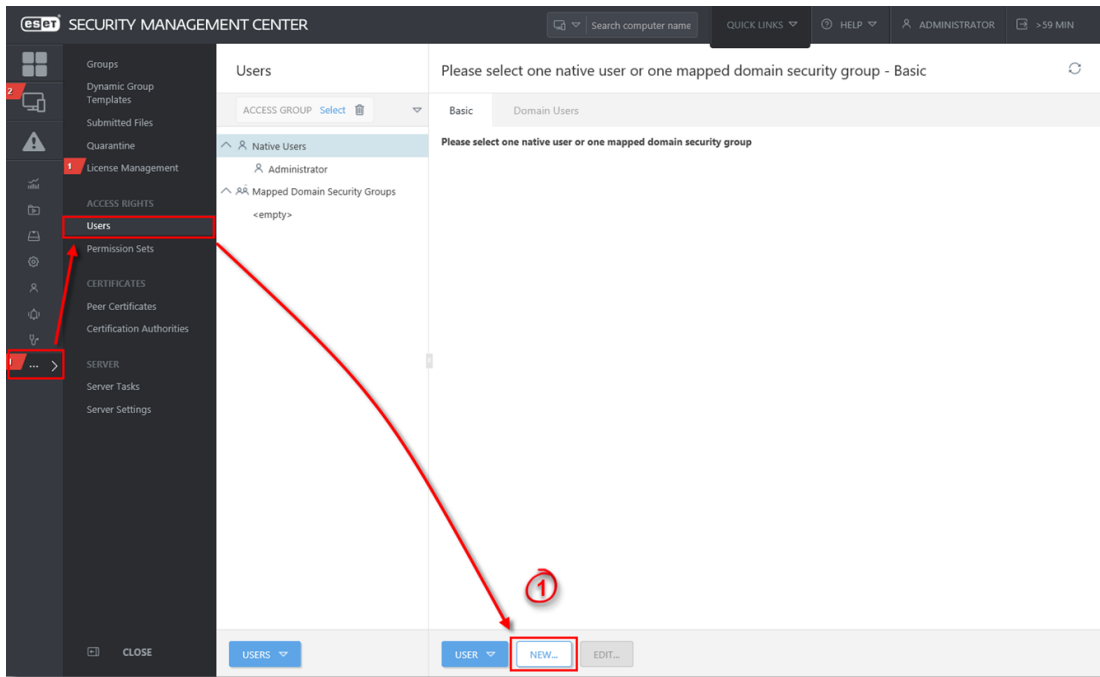 eset SECURITY MANAGEMENT CENTER
Search computer name
QUICK LINKS
HELP
ADMINISTRATOR
>59 MIN
2
1
1
...
Groups
Dynamic Group
Templates
Submitted Files
Quarantine
License Management
ACCESS RIGHTS
Users
Permission Sets
CERTIFICATES
Peer Certificates
Certification Authorities
SERVER
Server Tasks
Server Settings
CLOSE
Users
ACCESS GROUP Select
Native Users
Administrator
Mapped Domain Security Groups
<empty>
USERS
Please select one native user or one mapped domain security group - Basic
Basic
Domain Users
Please select one native user or one mapped domain security group
1
USER
NEW...
EDIT...